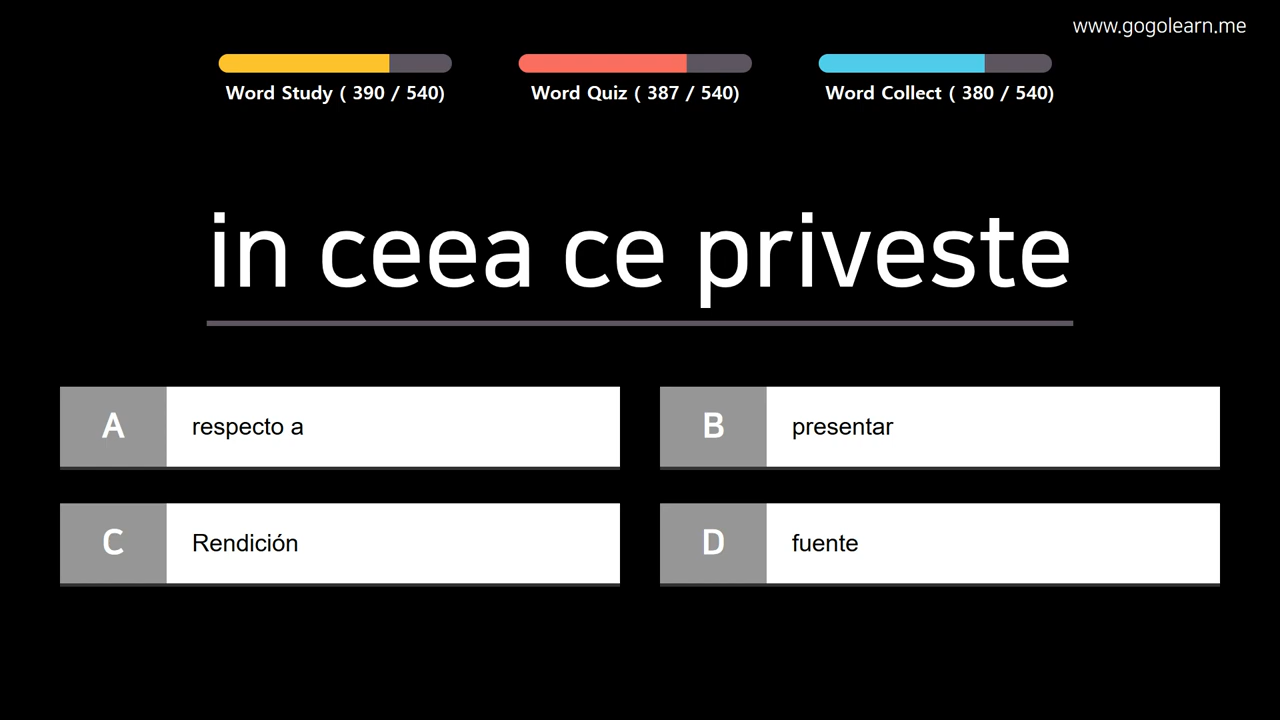 www.gogolearn.me
Word Study ( 390 / 540)
Word Quiz ( 387 / 540)
Word Collect ( 380 / 540)
in ceea ce priveste
A respecto a
B presentar
C Rendición
D fuente